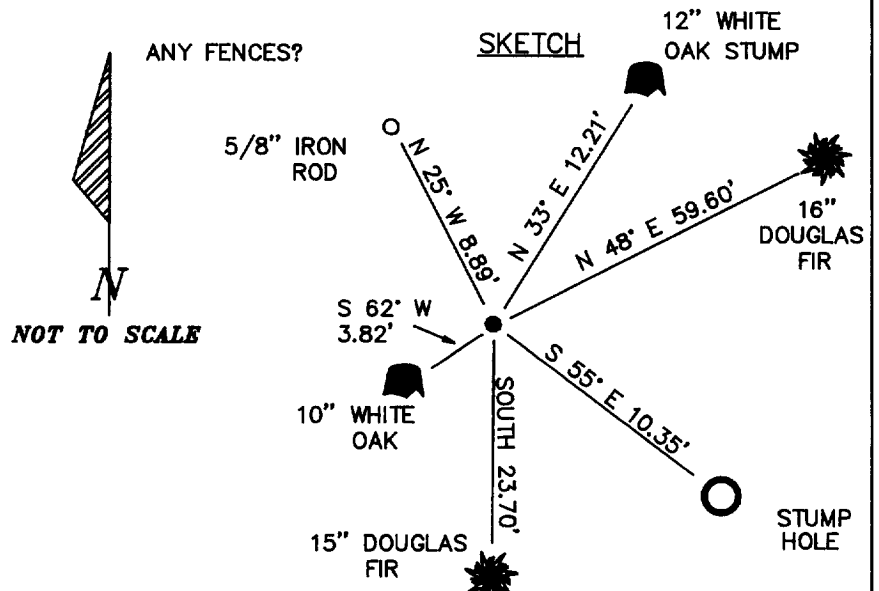 ANY FENCES?
SKETCH
12" WHITE
OAK STUMP
5/8" IRON
ROD
N 25° W 8.89'
N 33° E 12.21'
N 48° E 59.60'
16"
DOUGLAS
FIR
N
NOT TO SCALE
S 62° W
3.82'
10" WHITE
OAK
SOUTH 23.70'
S 55° E 10.35'
STUMP
HOLE
15" DOUGLAS
FIR